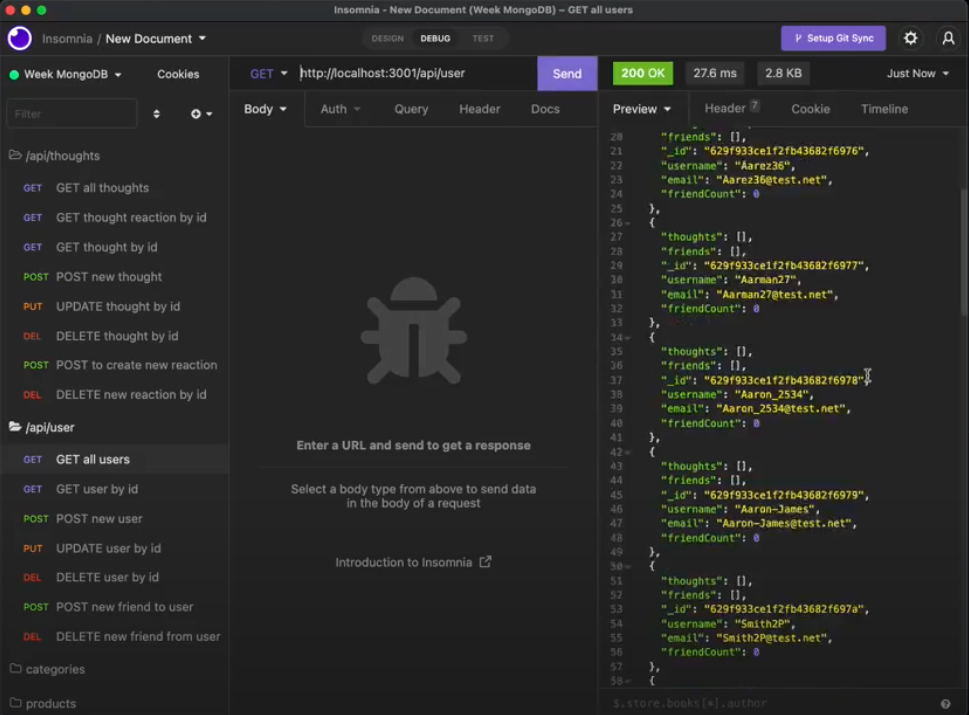 Insomnia - New Document (Week MongoDB) – GET all users
Insomnia / New Document
DESIGN DEBUG TEST
Setup Git Sync
Week MongoDB
Cookies
Filter
/api/thoughts
GET GET all thoughts
GET GET thought reaction by id
GET GET thought by id
POST POST new thought
PUT UPDATE thought by id
DEL DELETE thought by id
POST POST to create new reaction
DEL DELETE new reaction by id
/api/user
GET GET all users
GET GET user by id
POST POST new user
PUT UPDATE user by id
DEL DELETE user by id
POST POST new friend to user
DEL DELETE new friend from user
categories
products
GET http://localhost:3001/api/user Send
Body Auth Query Header Docs
Enter a URL and send to get a response
Select a body type from above to send data
in the body of a request
Introduction to Insomnia
200 OK 27.6 ms 2.8 KB Just Now
Preview Header 7 Cookie Timeline
20 "friends": [],
21 "_id": "629f933ce1f2fb43682f6976",
22 "username": "Aarez36",
23 "email": "Aarez36@test.net",
24 "friendCount": 0
25 },
26 {
27 "thoughts": [],
28 "friends": [],
29 "_id": "629f933ce1f2fb43682f6977",
30 "username": "Aarman27",
31 "email": "Aarman27@test.net",
32 "friendCount": 0
33 },
34 {
35 "thoughts": [],
36 "friends": [],
37 "_id": "629f933ce1f2fb43682f6978",
38 "username": "Aaron_2534",
39 "email": "Aaron_2534@test.net",
40 "friendCount": 0
41 },
42 {
43 "thoughts": [],
44 "friends": [],
45 "_id": "629f933ce1f2fb43682f6979",
46 "username": "Aaron-James",
47 "email": "Aaron-James@test.net",
48 "friendCount": 0
49 },
50 {
51 "thoughts": [],
52 "friends": [],
53 "_id": "629f933ce1f2fb43682f697a",
54 "username": "Smith2P",
55 "email": "Smith2P@test.net",
56 "friendCount": 0
57 },
58 {
$.store.books[*].author